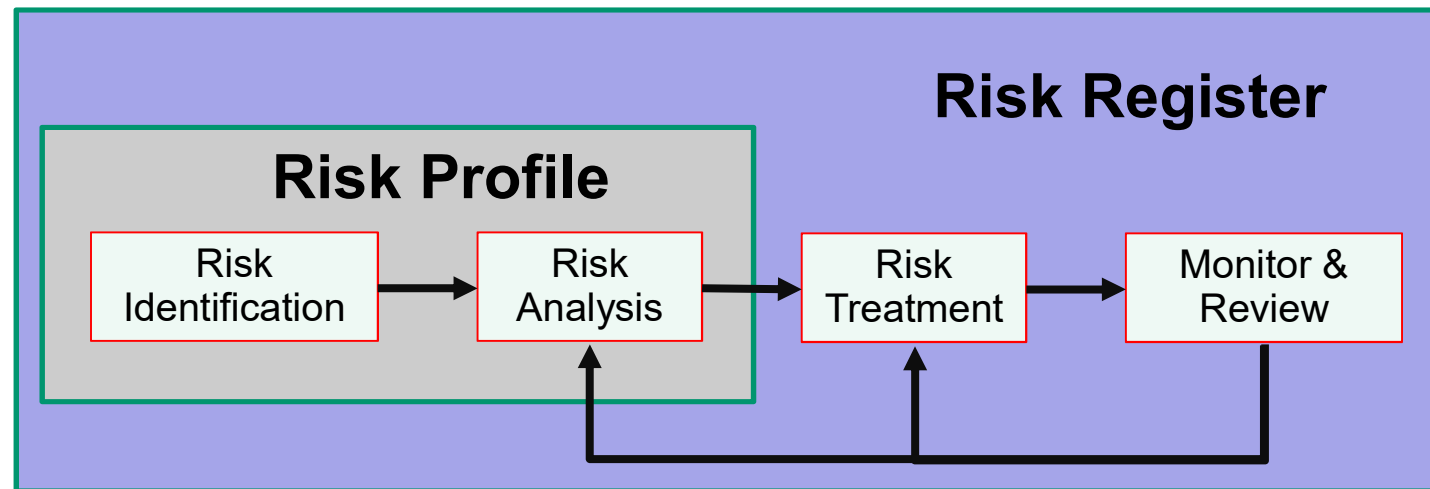 Risk Register
Risk Profile
Risk
Identification
Risk
Analysis
Risk
Treatment
Monitor &
Review